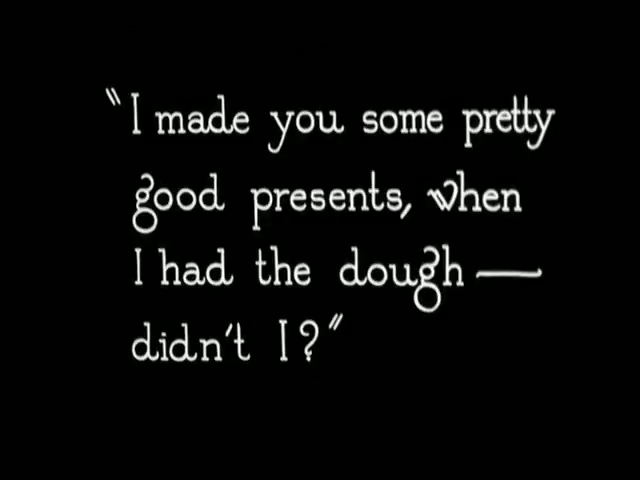 "I made you some pretty
good presents, when
I had the dough —
didn't I?"